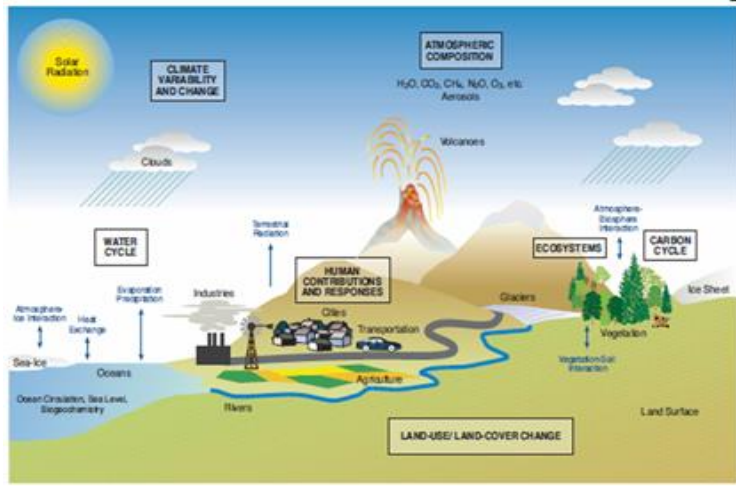 Solar
Radiation
CLIMATE
VARIABILITY
AND CHANGE
ATMOSPHERIC
COMPOSITION
H₂O, CO₂, CH₄, N₂O, O₃, etc.
Aerosols
Clouds
Volcanoes
Atmosphere-
Biosphere
Interaction
WATER
CYCLE
Terrestrial
Radiation
ECOSYSTEMS
CARBON
CYCLE
HUMAN
CONTRIBUTIONS
AND RESPONSES
Evaporation
Precipitation
Industries
Cities
Glaciers
Ice Sheet
Atmosphere-
Ice Interaction
Heat
Exchange
Transportation
Vegetation
Sea-Ice
Oceans
Agriculture
Vegetation-Soil
Interaction
Ocean Circulation, Sea Level,
Biogeochemistry
Rivers
Land Surface
LAND-USE/ LAND-COVER CHANGE